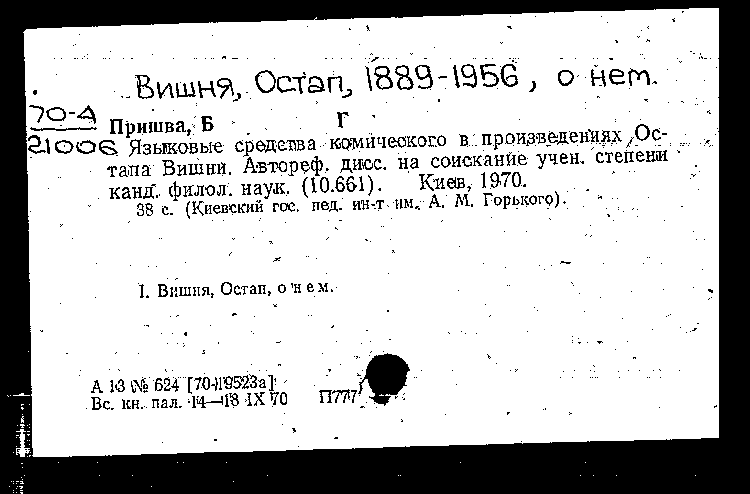 Вишня, Остап, 1889-1956, о нем.
70-А
21006
Пришва, Б Г
Языковые средства комического в произведениях Ос-
тапа Вишни. Автореф. дисс. на соискание учен. степени
канд. филол. наук. (10.661). Киев, 1970.
38 с. (Киевский гос. пед. ин-т им. А. М. Горького).
I. Вишня, Остап, о нем.
А 13 № 624 [70-19523а]
Вс. кн. пал. 14—18 IX 70 П777